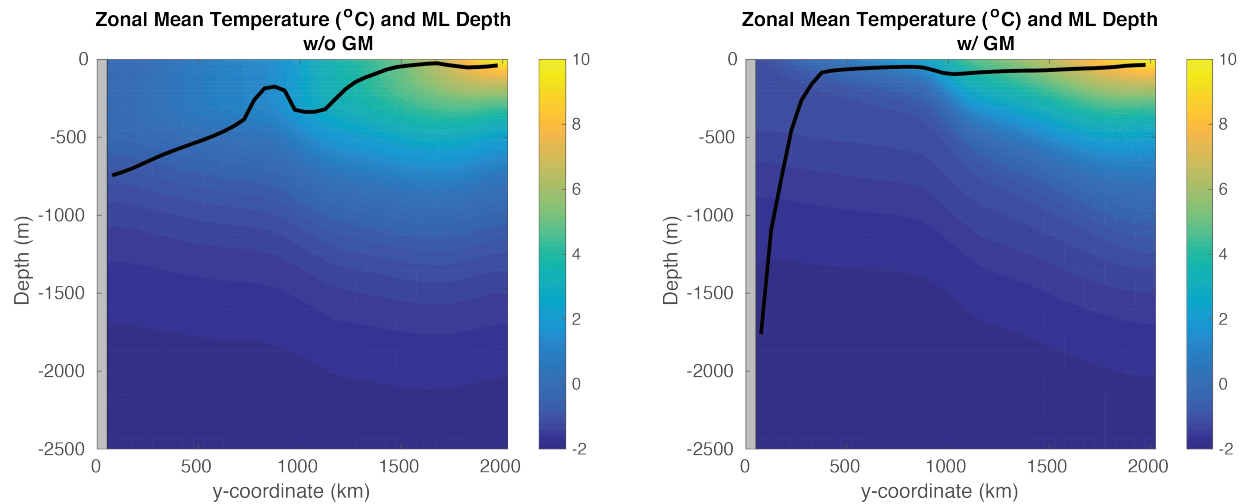 Zonal Mean Temperature (°C) and ML Depth
w/o GM
0
-500
-1000
-1500
-2000
-2500
Depth (m)
0 500 1000 1500 2000
y-coordinate (km)
10
8
6
4
2
0
-2
Zonal Mean Temperature (°C) and ML Depth
w/ GM
0
-500
-1000
-1500
-2000
-2500
Depth (m)
0 500 1000 1500 2000
y-coordinate (km)
10
8
6
4
2
0
-2